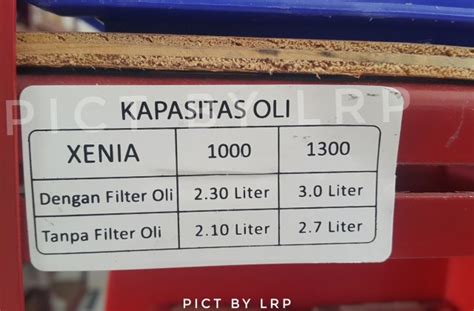 PICT BY LRP
KAPASITAS OLI
XENIA 1000 1300
Dengan Filter Oli 2.30 Liter 3.0 Liter
Tanpa Filter Oli 2.10 Liter 2.7 Liter
PICT BY LRP